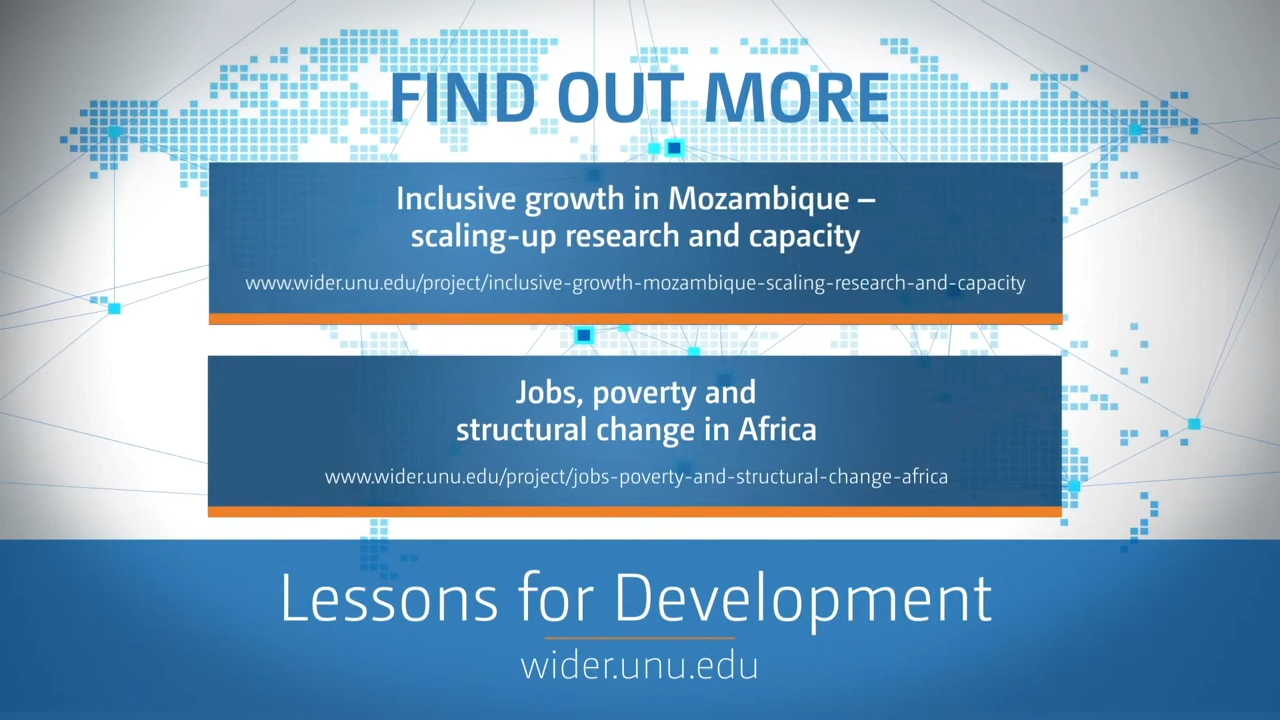 FIND OUT MORE
Inclusive growth in Mozambique –
scaling-up research and capacity
www.wider.unu.edu/project/inclusive-growth-mozambique-scaling-research-and-capacity
Jobs, poverty and
structural change in Africa
www.wider.unu.edu/project/jobs-poverty-and-structural-change-africa
Lessons for Development
wider.unu.edu